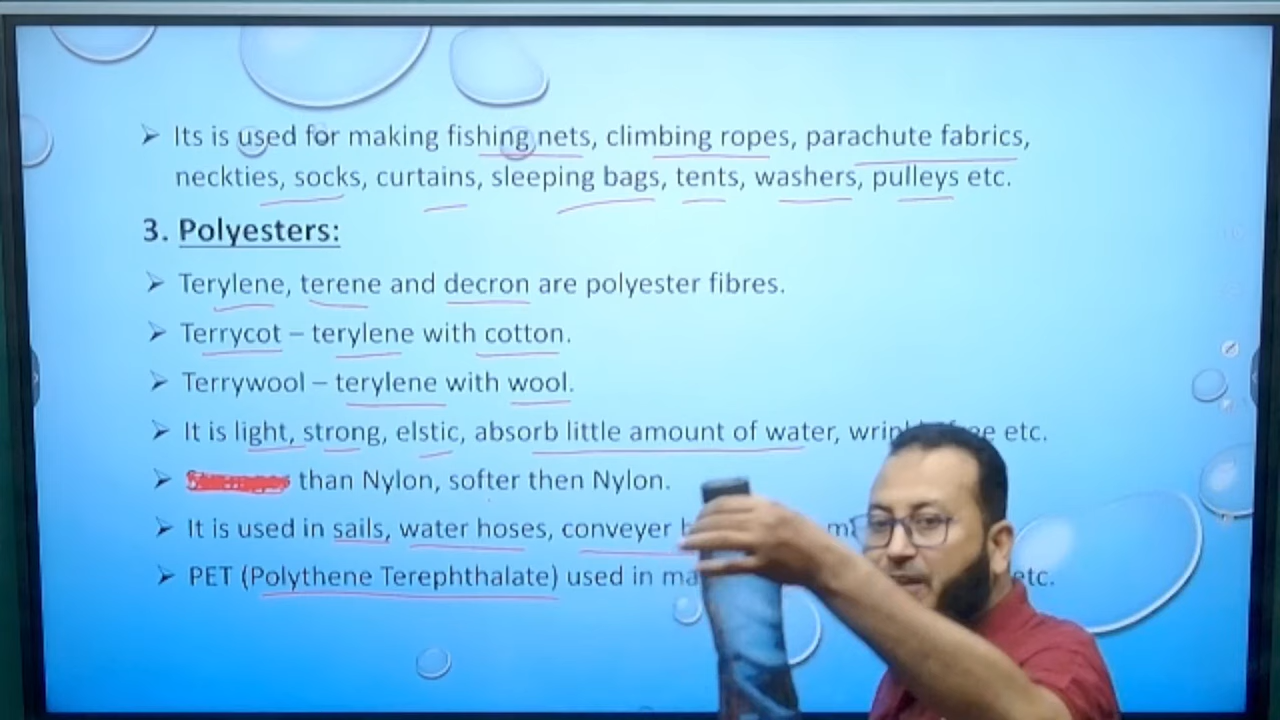 ➤ Its is used for making fishing nets, climbing ropes, parachute fabrics,
neckties, socks, curtains, sleeping bags, tents, washers, pulleys etc.
3. Polyesters:
➤ Terylene, terene and decron are polyester fibres.
➤ Terrycot – terylene with cotton.
➤ Terrywool – terylene with wool.
➤ It is light, strong, elstic, absorb little amount of water, etc.
➤ than Nylon, softer then Nylon.
➤ It is used in sails, water hoses, conveyer
➤ PET (Polythene Terephthalate) used in etc.